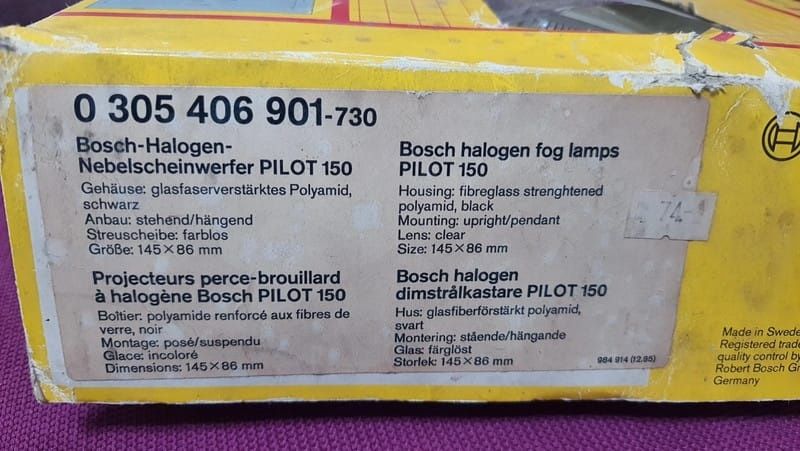 0 305 406 901-730
Bosch-Halogen-
Nebelscheinwerfer PILOT 150
Gehäuse: glasfaserverstärktes Polyamid,
schwarz
Anbau: stehend/hängend
Streuscheibe: farblos
Größe: 145×86 mm
Bosch halogen fog lamps
PILOT 150
Housing: fibreglass strenghtened
polyamid, black
Mounting: upright/pendant
Lens: clear
Size: 145×86 mm
74-
Projecteurs perce-brouillard
à halogène Bosch PILOT 150
Boîtier: polyamide renforcé aux fibres de
verre, noir
Montage: posé/suspendu
Glace: incoloré
Dimensions: 145×86 mm
Bosch halogen
dimstrålkastare PILOT 150
Hus: glasfiberförstärkt polyamid,
svart
Montering: stående/hängande
Glas: färglöst
Storlek: 145×86 mm
984 914 (12.85)
Made in Swede
Registered trade
quality control by
Robert Bosch G
Germany